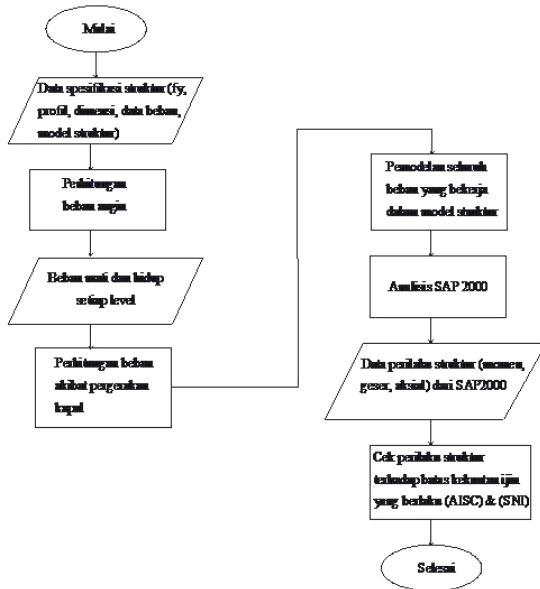 Mulai
Data spesifikasi struktur (fy,
profil, dimensi, data beban,
model struktur)
Perhitungan
beban angin
Beban mati dan hidup
setiap level
Perhitungan beban
akibat pergerakan
kapal
Pemodelan seluruh
beban yang bekerja
dalam model struktur
Analisis SAP 2000
Data perilaku struktur (momen,
geser, aksial) dari SAP2000
Cek perilaku struktur
terhadap batas kekuatan ijin
yang berlaku (AISC) & (SNI)
Selesai